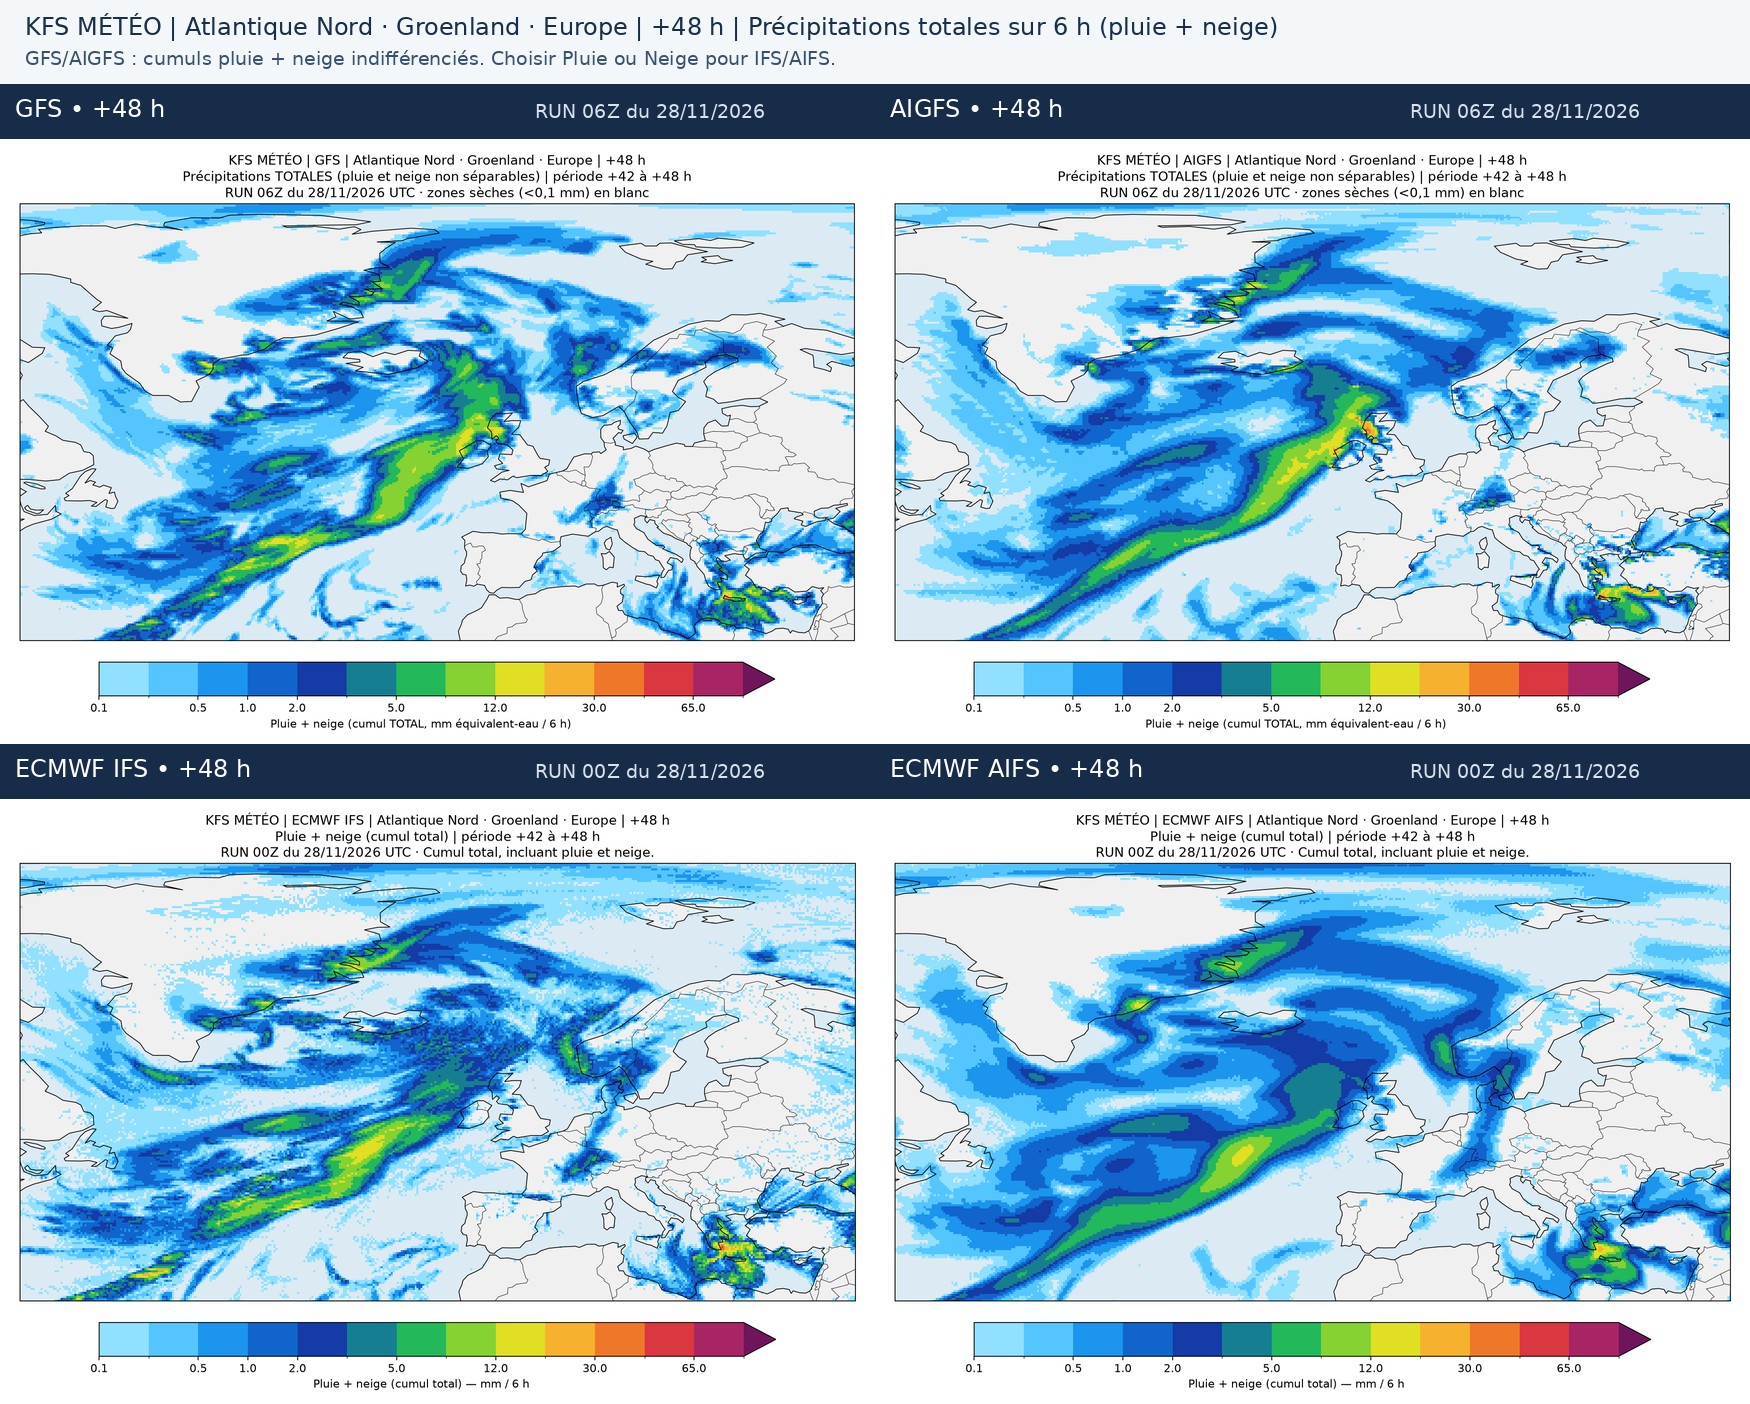 KFS MÉTÉO | Atlantique Nord · Groenland · Europe | +48 h | Précipitations totales sur 6 h (pluie + neige)
GFS/AIGFS : cumuls pluie + neige indifférenciés. Choisir Pluie ou Neige pour IFS/AIFS.
GFS • +48 h RUN 06Z du 28/11/2026
KFS MÉTÉO | GFS | Atlantique Nord · Groenland · Europe | +48 h
Précipitations TOTALES (pluie et neige non séparables) | période +42 à +48 h
RUN 06Z du 28/11/2026 UTC · zones sèches (<0,1 mm) en blanc
0.1 0.5 1.0 2.0 5.0 12.0 30.0 65.0
Pluie + neige (cumul TOTAL, mm équivalent-eau / 6 h)
AIGFS • +48 h RUN 06Z du 28/11/2026
KFS MÉTÉO | AIGFS | Atlantique Nord · Groenland · Europe | +48 h
Précipitations TOTALES (pluie et neige non séparables) | période +42 à +48 h
RUN 06Z du 28/11/2026 UTC · zones sèches (<0,1 mm) en blanc
0.1 0.5 1.0 2.0 5.0 12.0 30.0 65.0
Pluie + neige (cumul TOTAL, mm équivalent-eau / 6 h)
ECMWF IFS • +48 h RUN 00Z du 28/11/2026
KFS MÉTÉO | ECMWF IFS | Atlantique Nord · Groenland · Europe | +48 h
Pluie + neige (cumul total) | période +42 à +48 h
RUN 00Z du 28/11/2026 UTC · Cumul total, incluant pluie et neige.
0.1 0.5 1.0 2.0 5.0 12.0 30.0 65.0
Pluie + neige (cumul total) — mm / 6 h
ECMWF AIFS • +48 h RUN 00Z du 28/11/2026
KFS MÉTÉO | ECMWF AIFS | Atlantique Nord · Groenland · Europe | +48 h
Pluie + neige (cumul total) | période +42 à +48 h
RUN 00Z du 28/11/2026 UTC · Cumul total, incluant pluie et neige.
0.1 0.5 1.0 2.0 5.0 12.0 30.0 65.0
Pluie + neige (cumul total) — mm / 6 h